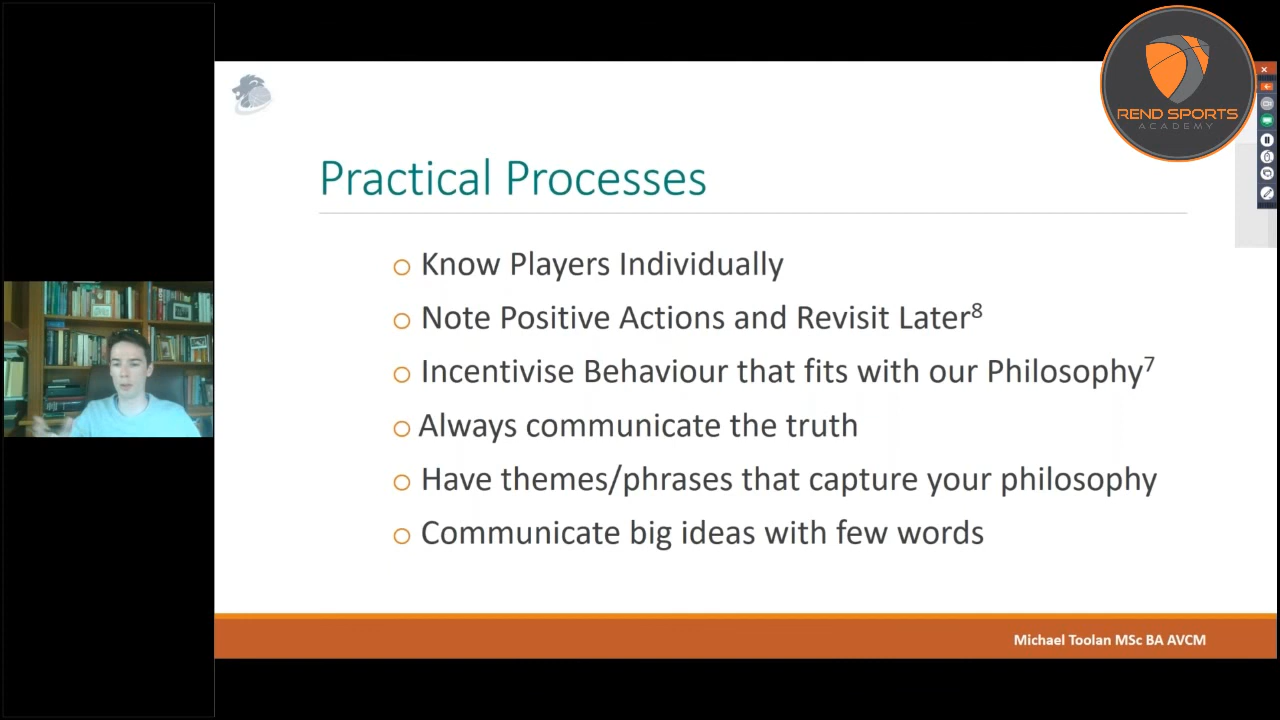 REND SPORTS
ACADEMY
Practical Processes
Know Players Individually
Note Positive Actions and Revisit Later⁸
Incentivise Behaviour that fits with our Philosophy⁷
Always communicate the truth
Have themes/phrases that capture your philosophy
Communicate big ideas with few words
Michael Toolan MSc BA AVCM